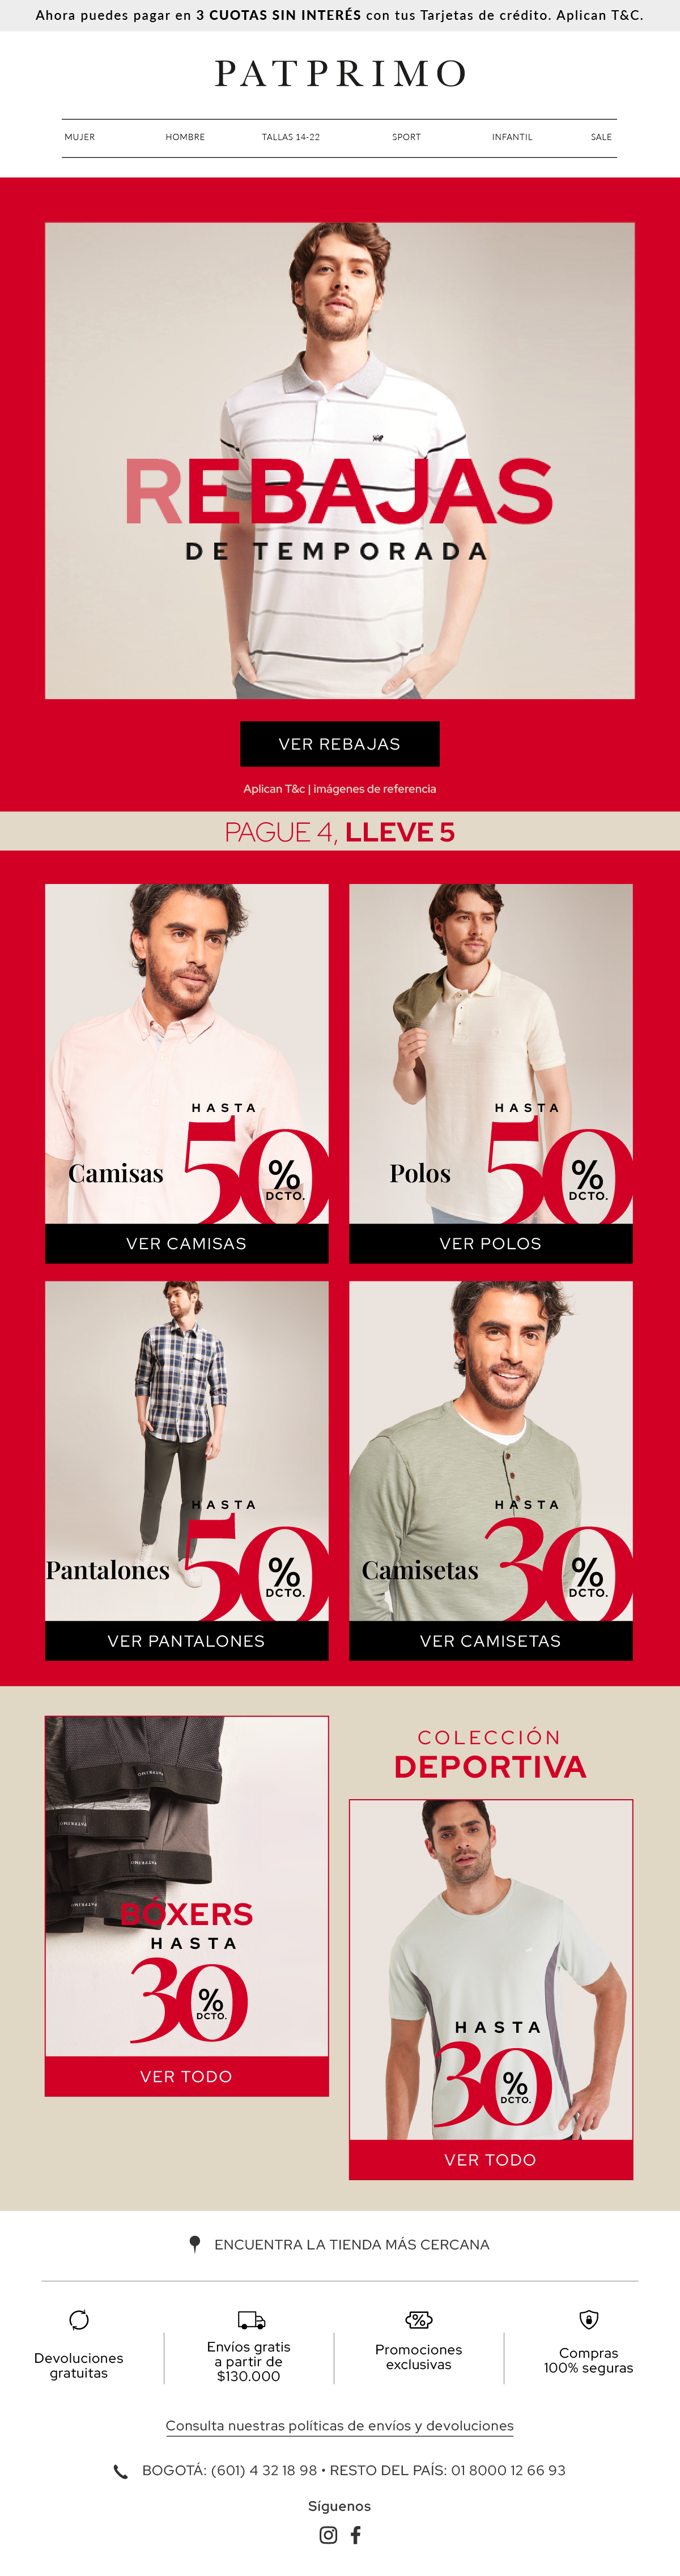 Ahora puedes pagar en 3 CUOTAS SIN INTERÉS con tus Tarjetas de crédito. Aplican T&C.
PATPRIMO
MUJER HOMBRE TALLAS 14-22 SPORT INFANTIL SALE
REBAJAS
DE TEMPORADA
VER REBAJAS
Aplican T&c | imágenes de referencia
PAGUE 4, LLEVE 5
HASTA
Camisas 50% DCTO.
VER CAMISAS
HASTA
Polos 50% DCTO.
VER POLOS
HASTA
Pantalones 50% DCTO.
VER PANTALONES
HASTA
Camisetas 30% DCTO.
VER CAMISETAS
PATPRIMO
PATPRIMO
PATPRIMO
PATPRIMO
BÓXERS
HASTA
30% DCTO.
VER TODO
COLECCIÓN
DEPORTIVA
HASTA
30% DCTO.
VER TODO
ENCUENTRA LA TIENDA MÁS CERCANA
Devoluciones
gratuitas
Envíos gratis
a partir de
$130.000
Promociones
exclusivas
Compras
100% seguras
Consulta nuestras políticas de envíos y devoluciones
BOGOTÁ: (601) 4 32 18 98 • RESTO DEL PAÍS: 01 8000 12 66 93
Síguenos